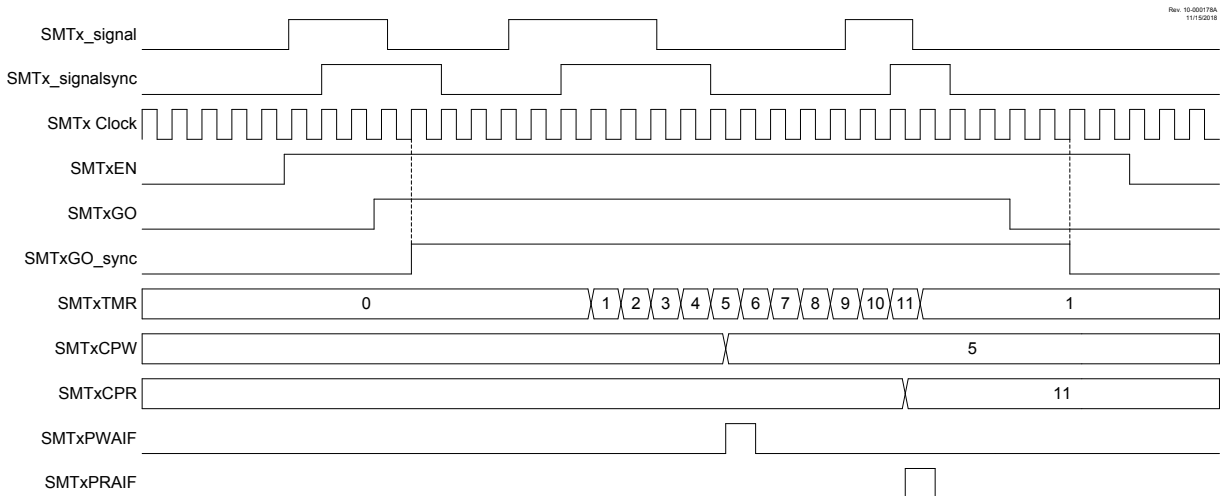 Rev. 10-000178A
11/15/2018
SMTx_signal
SMTx_signalsync
SMTx Clock
SMTxEN
SMTxGO
SMTxGO_sync
SMTxTMR 0 1 2 3 4 5 6 7 8 9 10 11 1
SMTxCPW 5
SMTxCPR 11
SMTxPWAIF
SMTxPRAIF